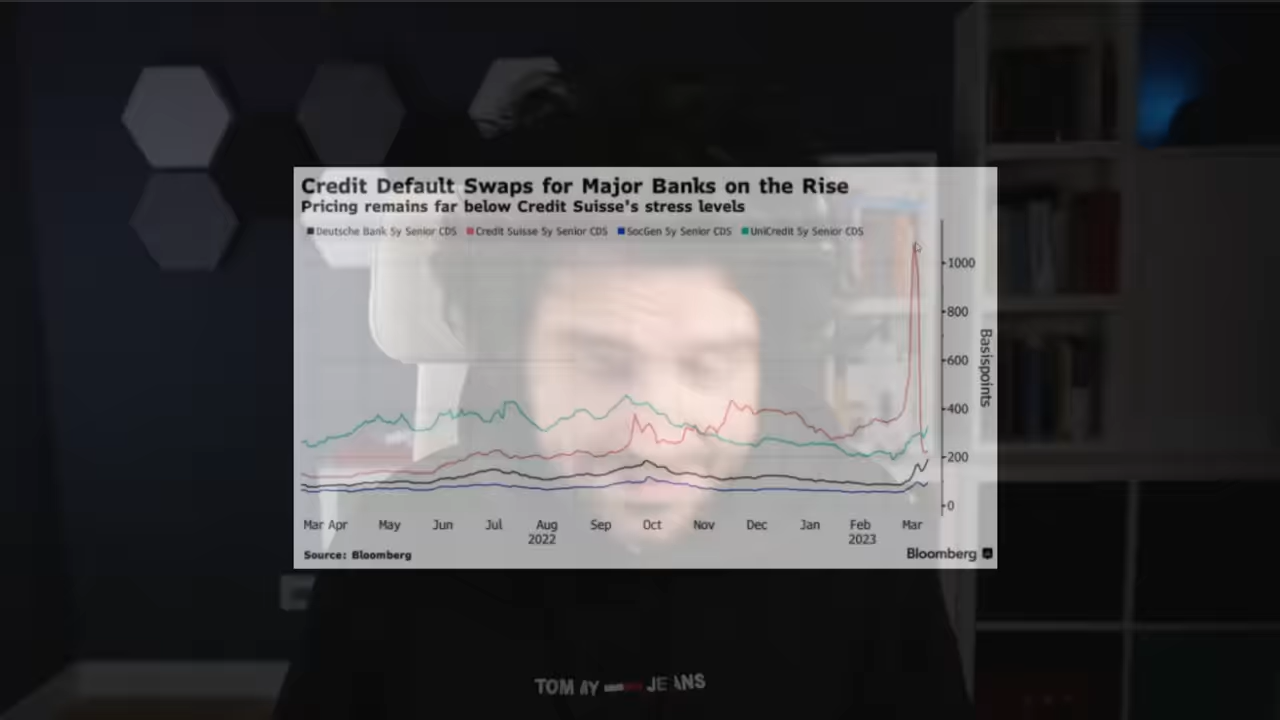 Credit Default Swaps for Major Banks on the Rise
Pricing remains far below Credit Suisse's stress levels
Deutsche Bank 5y Senior CDS Credit Suisse 5y Senior CDS SocGen 5y Senior CDS UniCredit 5y Senior CDS
1000
800
600
400
200
0
Basispoints
Mar Apr May Jun Jul Aug Sep Oct Nov Dec Jan Feb Mar
2022 2023
Source: Bloomberg Bloomberg
TOMMY JEANS